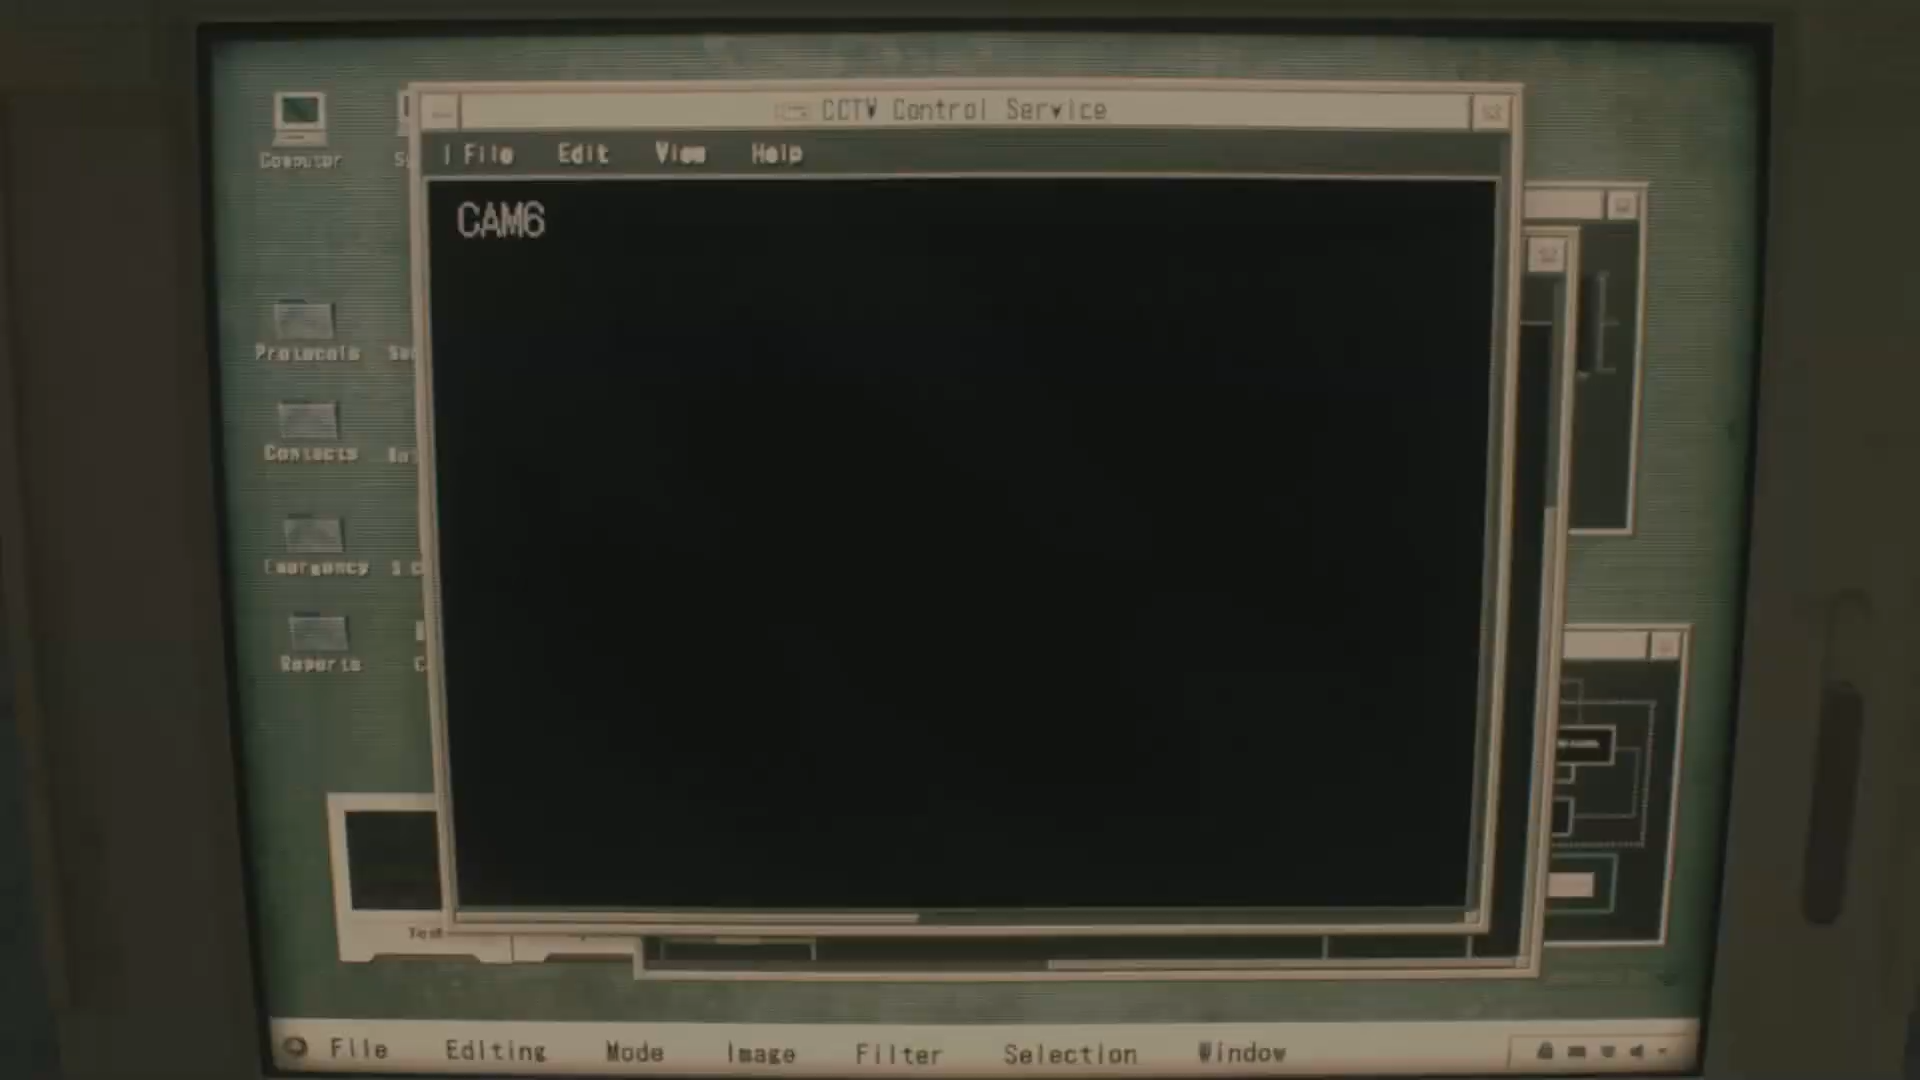 CCTV Control Service
File Edit View Help
CAM6
Computer
Protocols
Contacts
Emergency
Reports
File Editing Mode Image Filter Selection Window